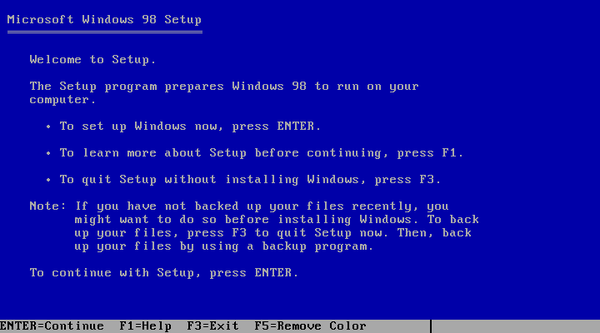 Microsoft Windows 98 Setup
Welcome to Setup.
The Setup program prepares Windows 98 to run on your
computer.
• To set up Windows now, press ENTER.
• To learn more about Setup before continuing, press F1.
• To quit Setup without installing Windows, press F3.
Note: If you have not backed up your files recently, you
might want to do so before installing Windows. To back
up your files, press F3 to quit Setup now. Then, back
up your files by using a backup program.
To continue with Setup, press ENTER.
ENTER=Continue  F1=Help  F3=Exit  F5=Remove Color